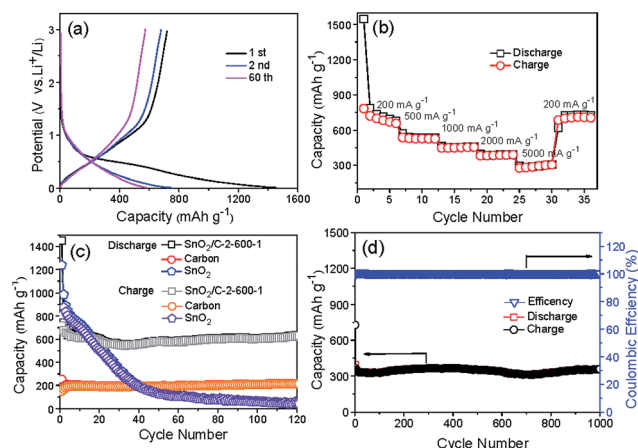 (a)
1 st
2 nd
60 th
Potential (V vs.Li⁺/Li)
3
2
1
0
0 400 800 1200 1600
Capacity (mAh g⁻¹)
(b)
Discharge
Charge
200 mA g⁻¹
500 mA g⁻¹
1000 mA g⁻¹
2000 mA g⁻¹
5000 mA g⁻¹
200 mA g⁻¹
Capacity (mAh g⁻¹)
1500
1200
900
600
300
0 5 10 15 20 25 30 35
Cycle Number
(c)
Discharge SnO₂/C-2-600-1
Carbon
SnO₂
Charge SnO₂/C-2-600-1
Carbon
SnO₂
Capacity (mAh g⁻¹)
1400
1200
1000
800
600
400
200
0
0 20 40 60 80 100 120
Cycle Number
(d)
Efficency
Discharge
Charge
Capacity (mAh g⁻¹)
1500
1200
900
600
300
0
0 200 400 600 800 1000
Cycle Number
Coulombic Effciency (%)
120
100
80
60
40
20
0